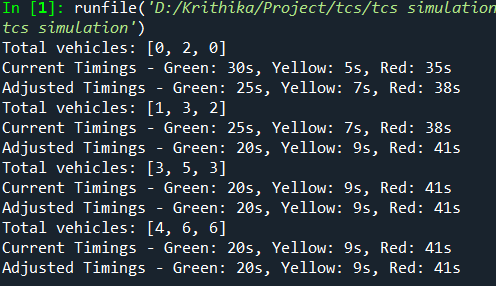 In [1]: runfile('D:/Krithika/Project/tcs/tcs simulation
tcs simulation')
Total vehicles: [0, 2, 0]
Current Timings - Green: 30s, Yellow: 5s, Red: 35s
Adjusted Timings - Green: 25s, Yellow: 7s, Red: 38s
Total vehicles: [1, 3, 2]
Current Timings - Green: 25s, Yellow: 7s, Red: 38s
Adjusted Timings - Green: 20s, Yellow: 9s, Red: 41s
Total vehicles: [3, 5, 3]
Current Timings - Green: 20s, Yellow: 9s, Red: 41s
Adjusted Timings - Green: 20s, Yellow: 9s, Red: 41s
Total vehicles: [4, 6, 6]
Current Timings - Green: 20s, Yellow: 9s, Red: 41s
Adjusted Timings - Green: 20s, Yellow: 9s, Red: 41s